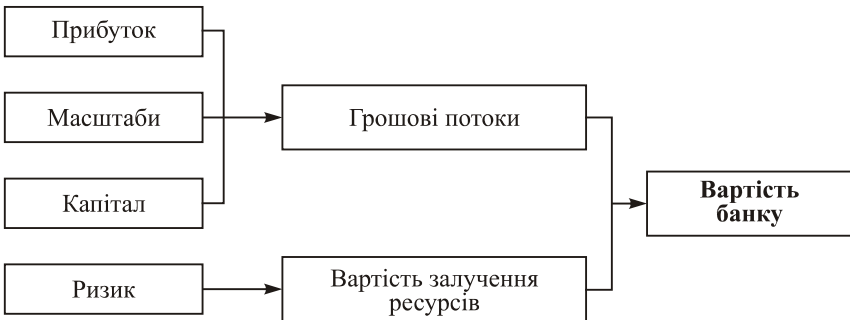 Прибуток
Масштаби
Капітал
Ризик
Грошові потоки
Вартість залучення
ресурсів
Вартість
банку